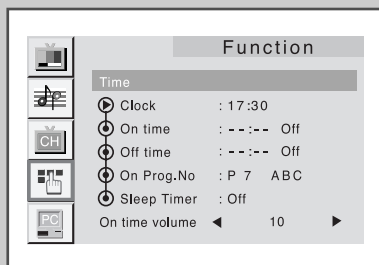 Function
Time
Clock : 17:30
On time : --:-- Off
Off time : --:-- Off
On Prog.No : P 7 ABC
Sleep Timer : Off
On time volume ◀ 10 ▶
CH
PC